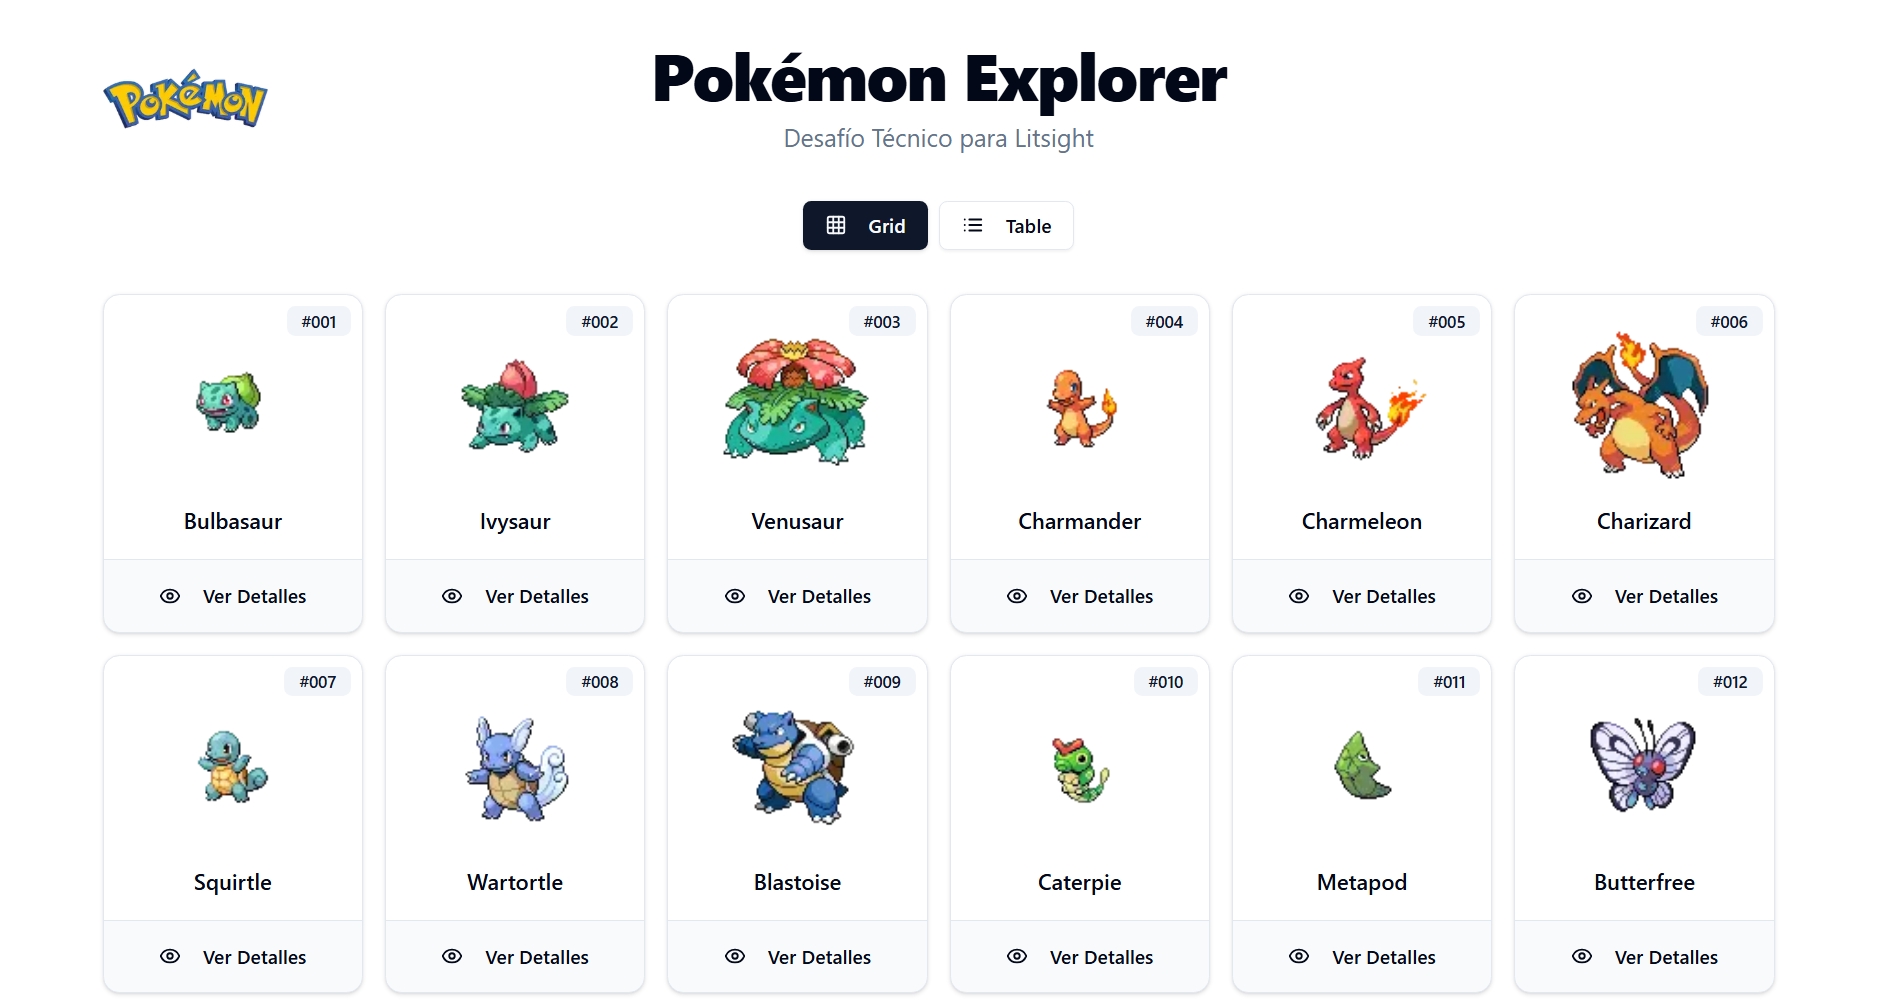 Pokémon
Pokémon Explorer
Desafío Técnico para Litsight
Grid
Table
#001
#002
#003
#004
#005
#006
Bulbasaur
Ivysaur
Venusaur
Charmander
Charmeleon
Charizard
Ver Detalles
Ver Detalles
Ver Detalles
Ver Detalles
Ver Detalles
Ver Detalles
#007
#008
#009
#010
#011
#012
Squirtle
Wartortle
Blastoise
Caterpie
Metapod
Butterfree
Ver Detalles
Ver Detalles
Ver Detalles
Ver Detalles
Ver Detalles
Ver Detalles